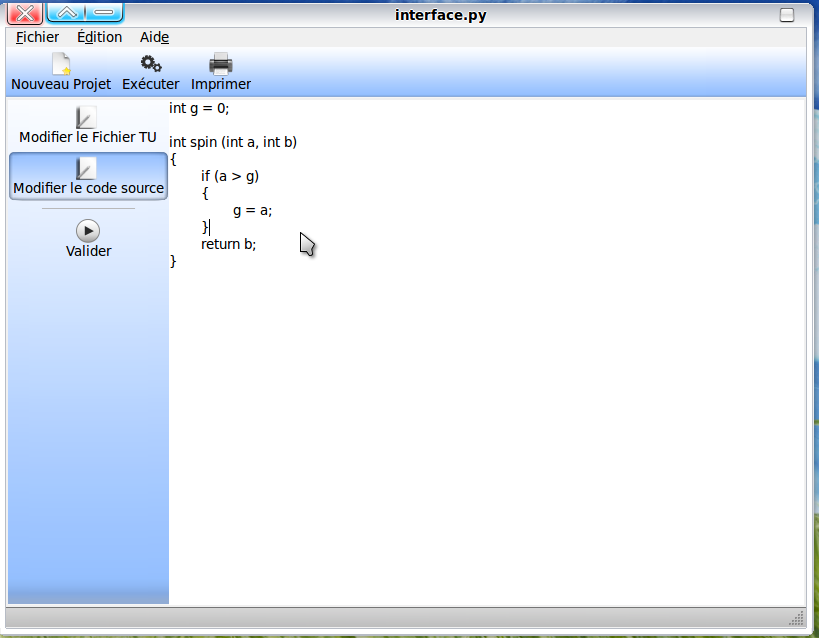 interface.py
Fichier Édition Aide
Nouveau Projet Exécuter Imprimer
Modifier le Fichier TU
Modifier le code source
Valider
int g = 0;
int spin (int a, int b)
{
if (a > g)
{
g = a;
}
return b;
}